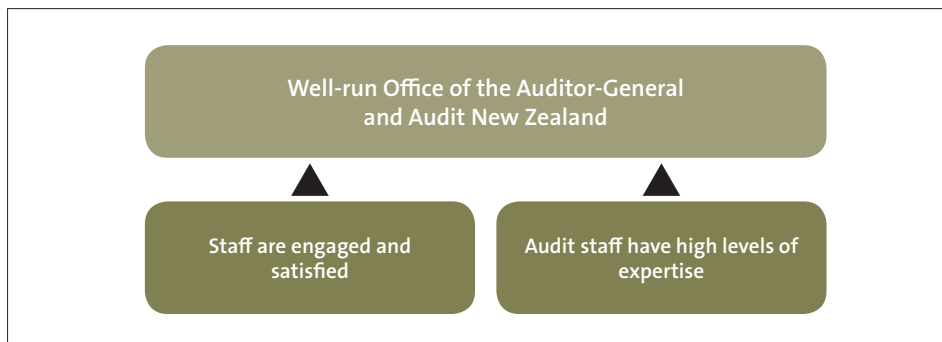 Well-run Office of the Auditor-General
and Audit New Zealand
Staff are engaged and
satisfied
Audit staff have high levels of
expertise